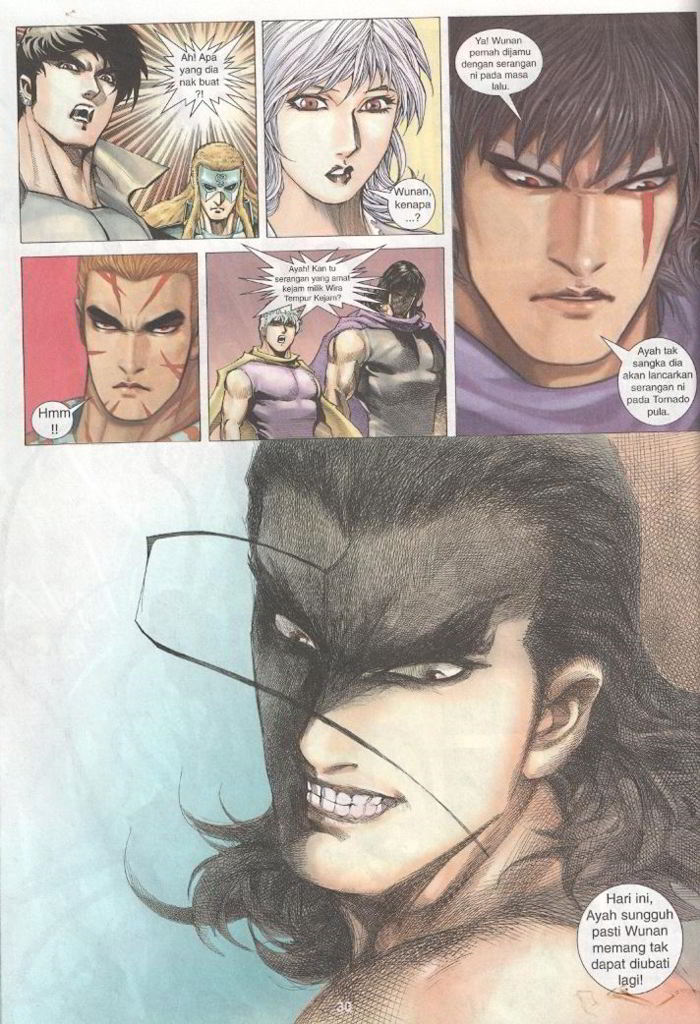 Ah! Apa
yang dia
nak buat
?!
Wunan,
kenapa
...?
Ya! Wunan
pernah dijamu
dengan serangan
ni pada masa
lalu.
Hmm
!!
Ayah! Kan tu
serangan yang amat
kejam milik Wira
Tempur Kejam?
Ayah tak
sangka dia
akan lancarkan
serangan ni
pada Tornado
pula.
Hari ini,
Ayah sungguh
pasti Wunan
memang tak
dapat diubati
lagi!
30